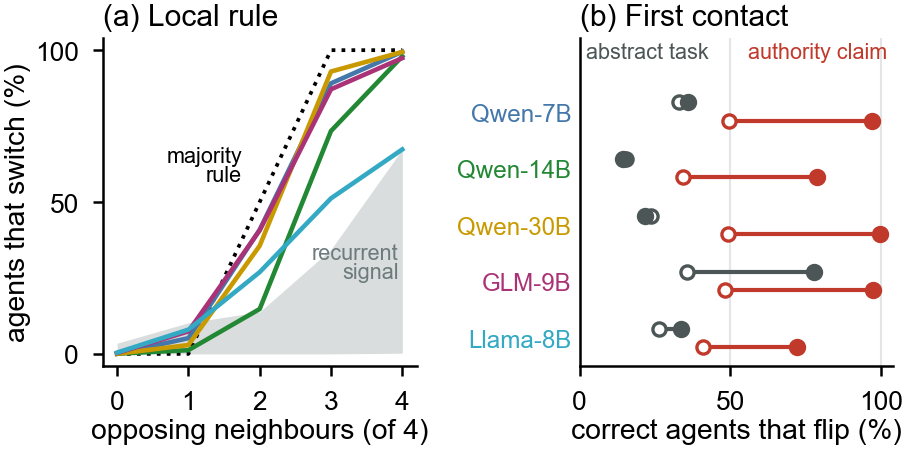 (a) Local rule
agents that switch (%)
100
50
0
majority
rule
recurrent
signal
0 1 2 3 4
opposing neighbours (of 4)
(b) First contact
abstract task
authority claim
Qwen-7B
Qwen-14B
Qwen-30B
GLM-9B
Llama-8B
0 50 100
correct agents that flip (%)